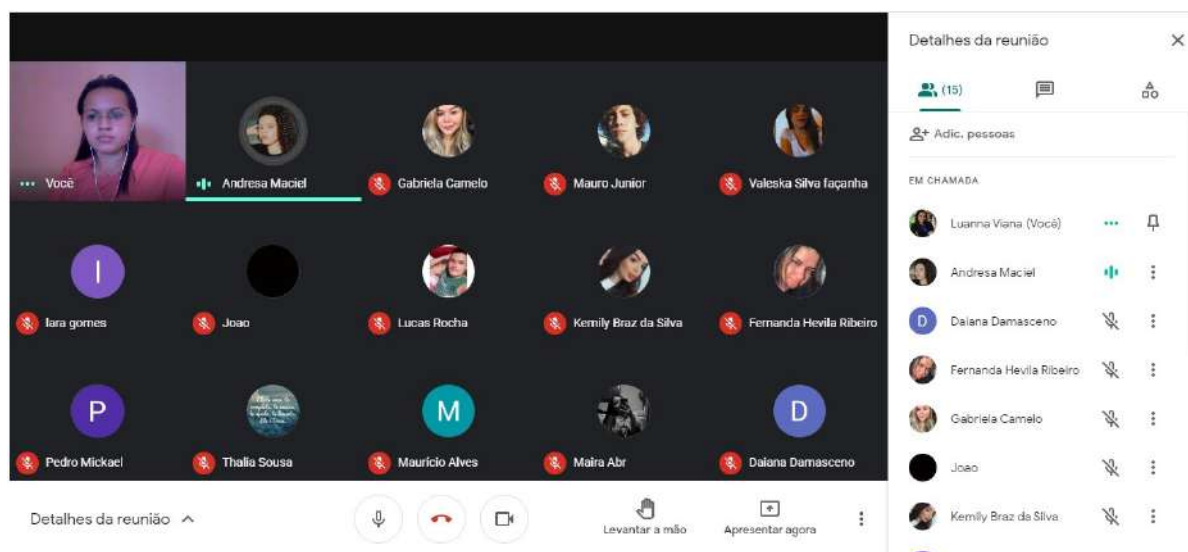 Detalhes da reunião
(15)
Adic. pessoas
EM CHAMADA
Luanna Viana (Você)
Andresa Maciel
Daiana Damasceno
Fernanda Hevila Ribeiro
Gabriela Camelo
Joao
Kemily Braz da Silva
Você
Andresa Maciel
Gabriela Camelo
Mauro Junior
Valeska Silva façanha
I
Iara gomes
Joao
Lucas Rocha
Kemily Braz da Silva
Fernanda Hevila Ribeiro
P
Pedro Mickael
Thalia Sousa
M
Maurício Alves
Maira Abr
D
Daiana Damasceno
D
Detalhes da reunião
Levantar a mão
Apresentar agora